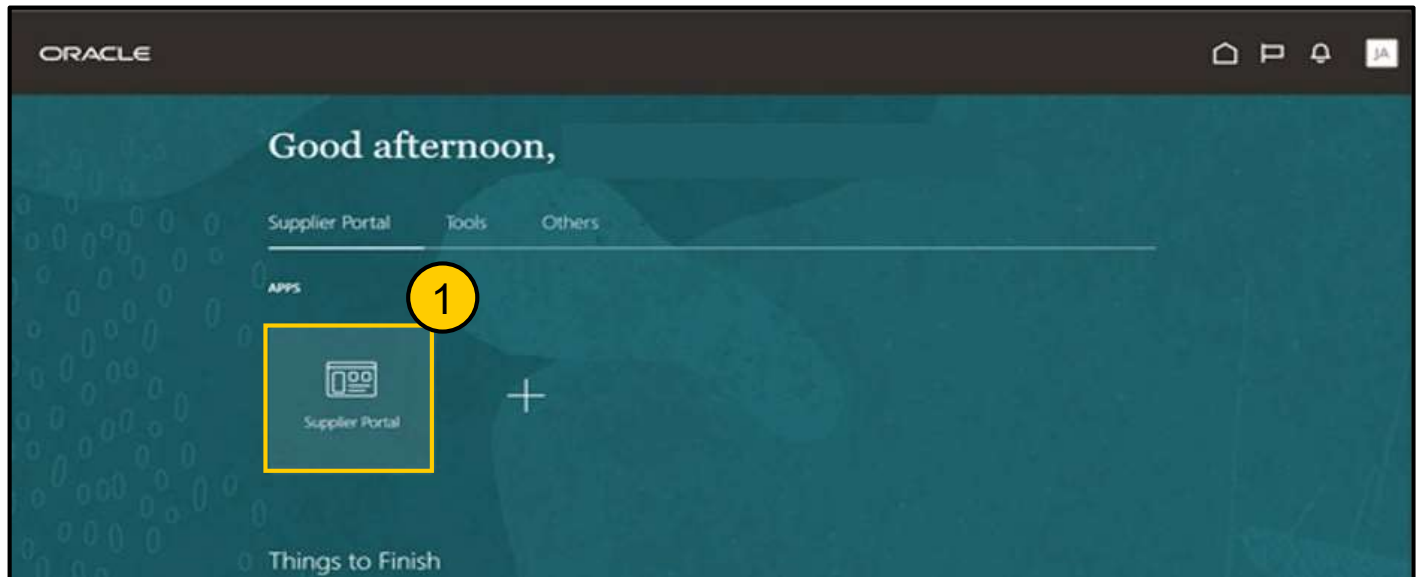 ORACLE
JA
Good afternoon,
Supplier Portal Tools Others
APPS
1
Supplier Portal
Things to Finish